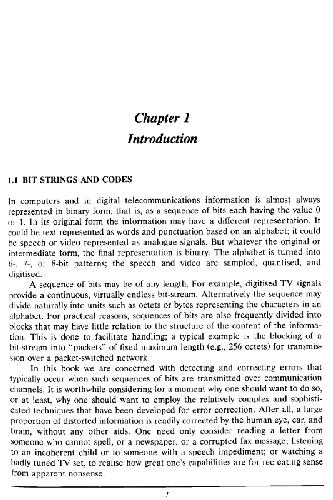 Chapter 1
Introduction
1.1 BIT STRINGS AND CODES
In computers and in digital telecommunications information is almost always
represented in binary form, that is, as a sequence of bits each having the value 0
or 1. In its original form the information may have a different representation. It
could be text represented as words and punctuation based on an alphabet; it could
be speech or video represented as analogue signals. But whatever the original or
intermediate form, the final representation is binary. The alphabet is turned into
6-, 7-, or 8-bit patterns; the speech and video are sampled, quantised, and
digitised.
A sequence of bits may be of any length. For example, digitised TV signals
provide a continuous, virtually endless bit-stream. Alternatively the sequence may
divide naturally into units such as octets or bytes representing the characters in an
alphabet. For practical reasons, sequences of bits are also frequently divided into
blocks that may have little relation to the structure of the content of the informa-
tion. This is done to facilitate handling; a typical example is the blocking of a
bit-stream into "packets" of fixed maximum length (e.g., 256 octets) for transmis-
sion over a packet-switched network.
In this book we are concerned with detecting and correcting errors that
typically occur when such sequences of bits are transmitted over communication
channels. It is worthwhile considering for a moment why one should want to do so,
or at least, why one should want to employ the relatively complex and sophisti-
cated techniques that have been developed for error correction. After all, a large
proportion of distorted information is readily corrected by the human eye, ear, and
brain, without any other aids. One need only consider reading a letter from
someone who cannot spell, or a newspaper, or a corrupted fax message; listening
to an incoherent child or to someone with a speech impediment; or watching a
badly tuned TV set, to realise how great one's capabilities are for recreating sense
from apparent nonsense.